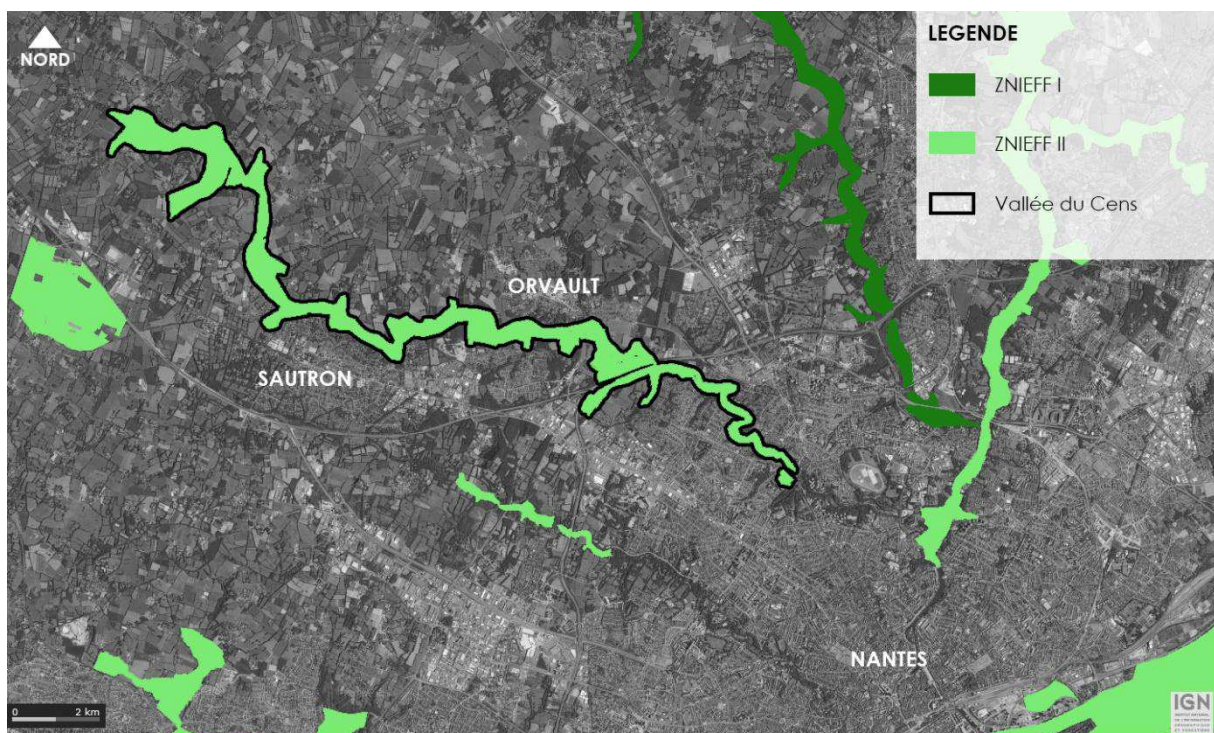 NORD
LEGENDE
ZNIEFF I
ZNIEFF II
Vallée du Cens
ORVAULT
SAUTRON
NANTES
0 2 km
IGN